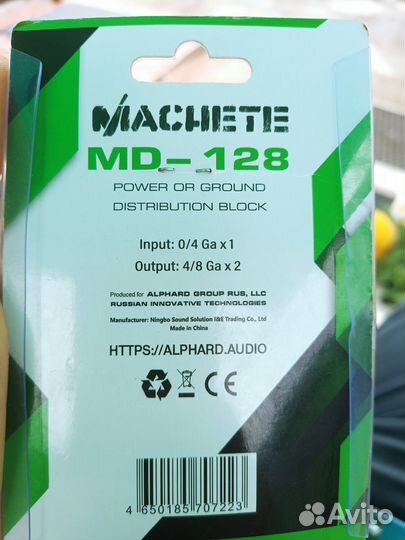 MACHETE
MD-128
POWER OR GROUND
DISTRIBUTION BLOCK
Input: 0/4 Ga x 1
Output: 4/8 Ga x 2
Produced for ALPHARD GROUP RUS, LLC
RUSSIAN INNOVATIVE TECHNOLOGIES
Manufacturer: Ningbo Sound Solution I&E Trading Co., Ltd
Made in China
HTTPS://ALPHARD.AUDIO
CE
4 650185 707223
Avito